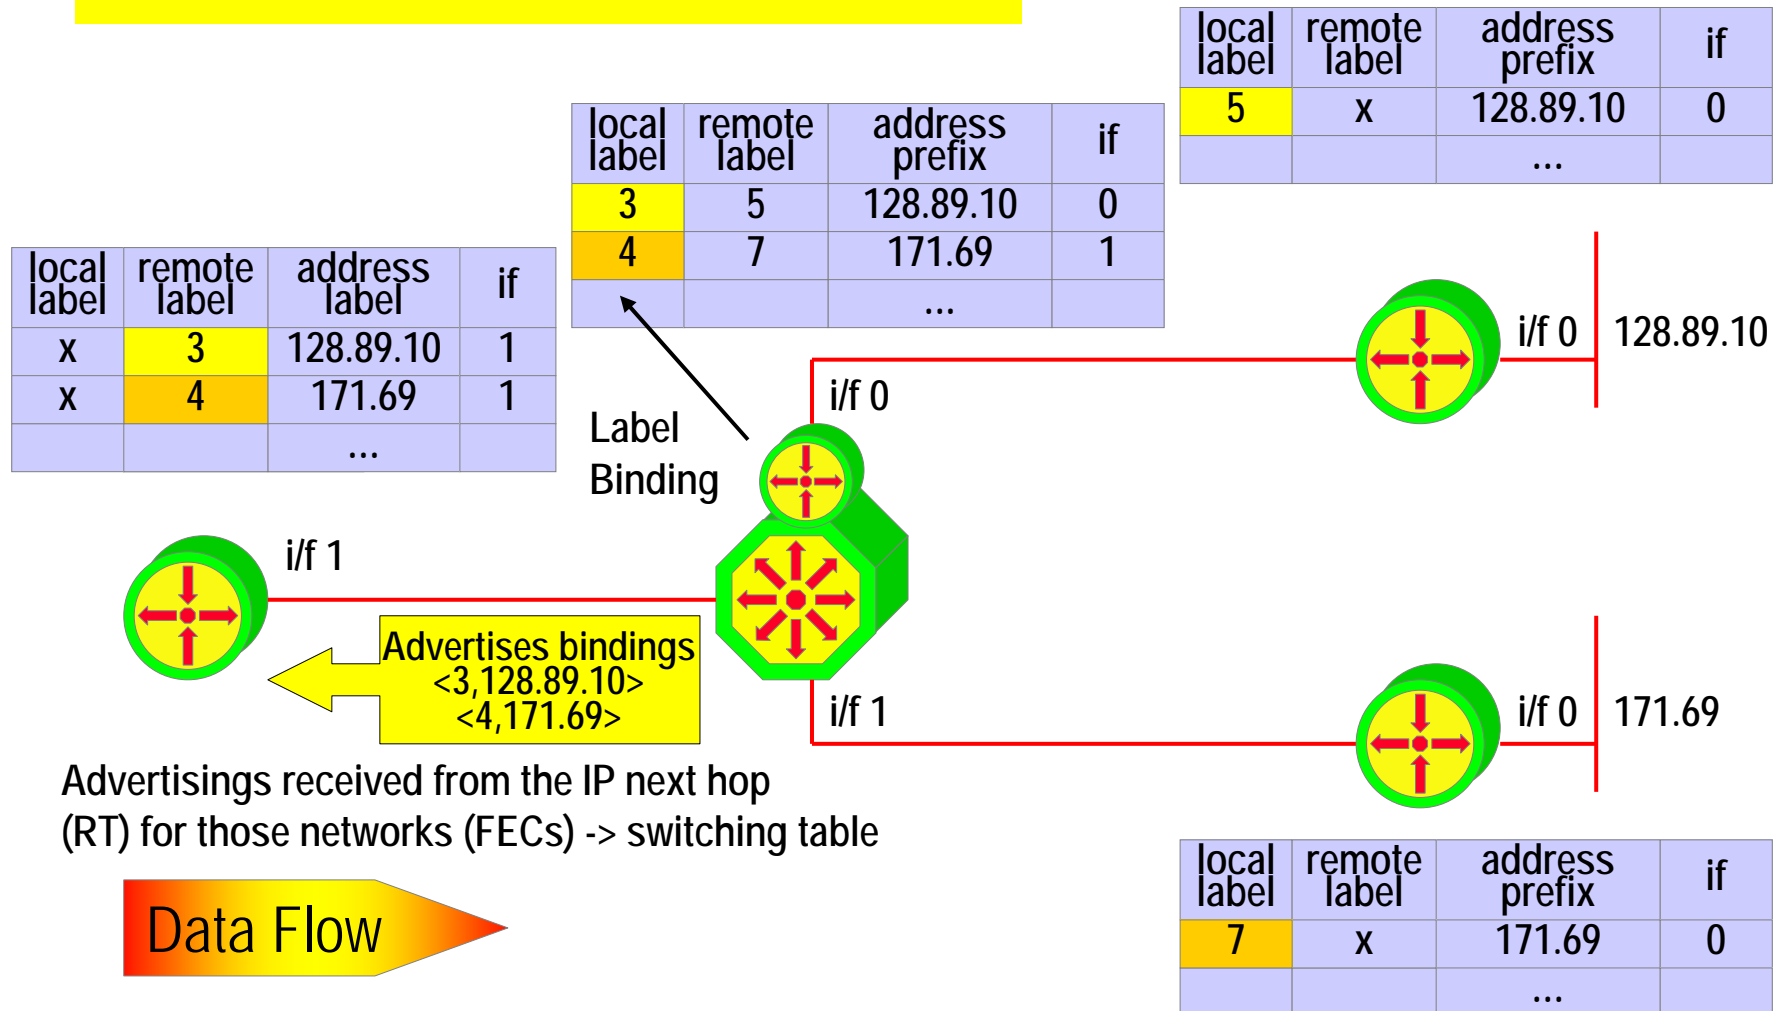 local remote address if
label label prefix
5 x 128.89.10 0
...
local remote address if
label label prefix
3 5 128.89.10 0
4 7 171.69 1
...
local remote address if
label label label
x 3 128.89.10 1
x 4 171.69 1
...
i/f 0 128.89.10
i/f 0
Label
Binding
i/f 1
Advertises bindings
<3,128.89.10>
<4,171.69>
i/f 1
i/f 0 171.69
Advertisings received from the IP next hop
(RT) for those networks (FECs) -> switching table
Data Flow
local remote address if
label label prefix
7 x 171.69 0
...